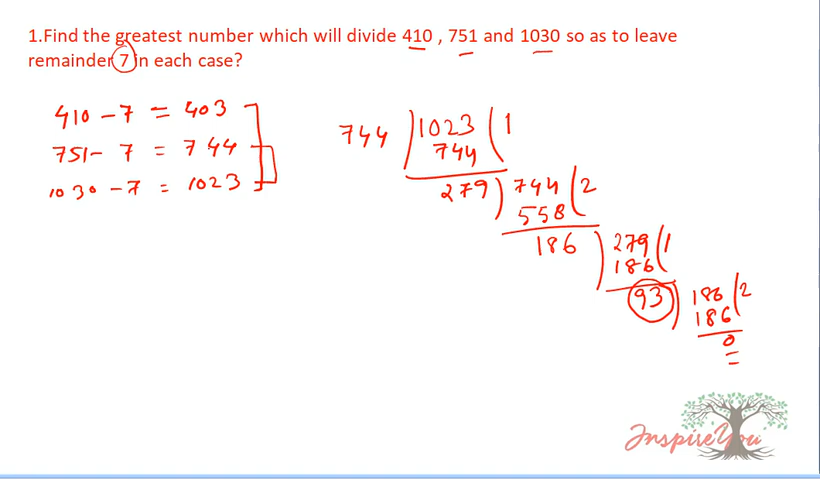 1.Find the greatest number which will divide 410 , 751 and 1030 so as to leave
remainder 7 in each case?
410 - 7 = 403
751 - 7 = 744
1030 - 7 = 1023
744 ) 1023 ( 1
744
279 ) 744 ( 2
558
186 ) 279 ( 1
186
93 ) 186 ( 2
186
0
InspireYou